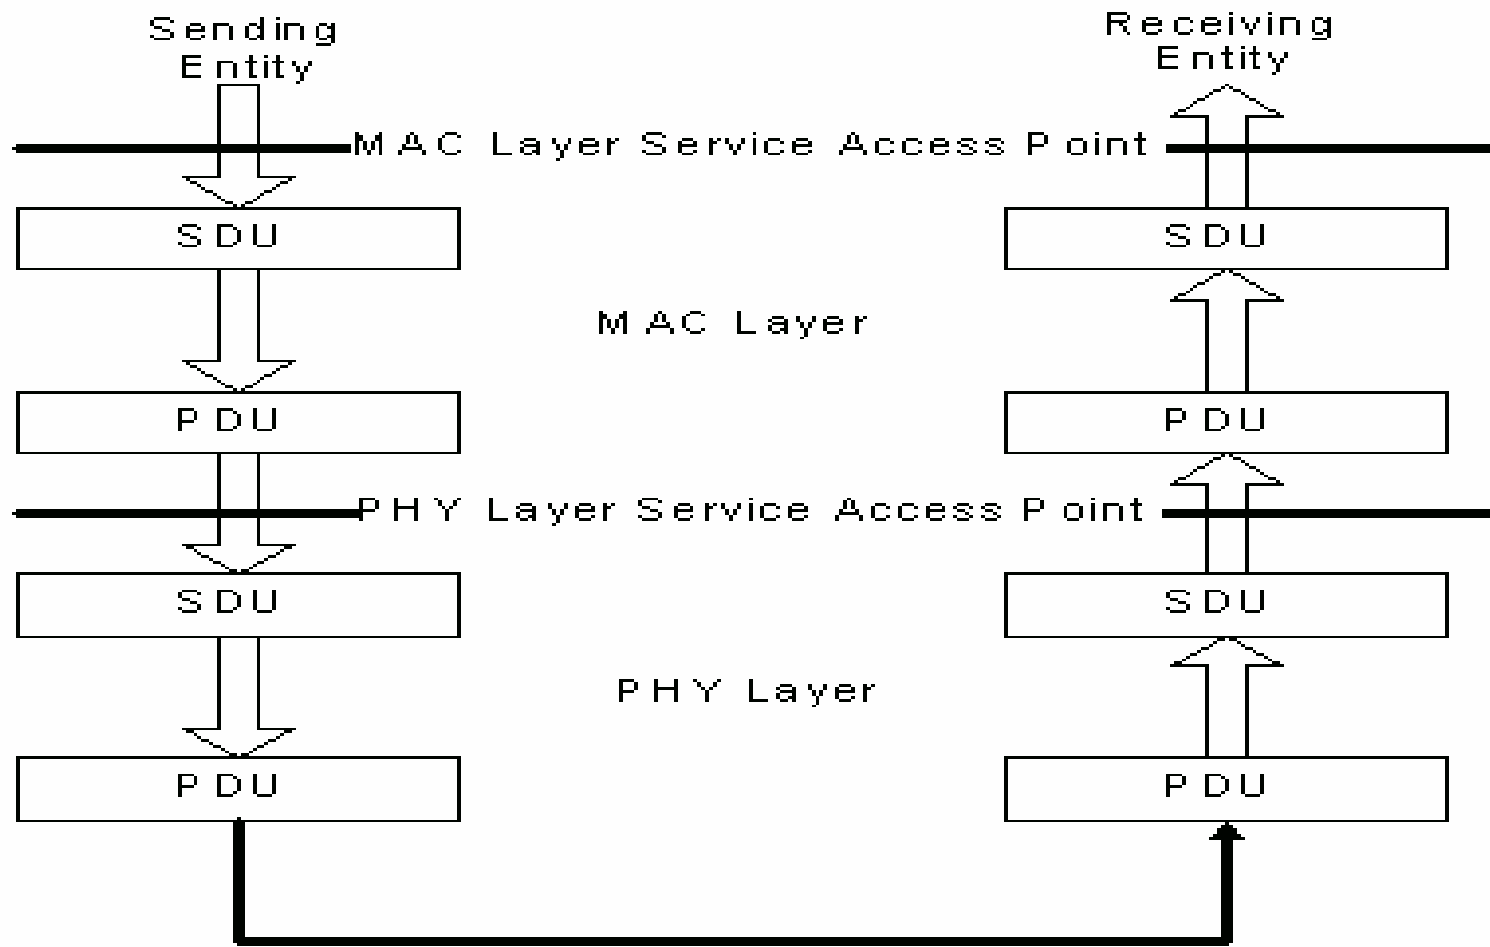 Sending
Entity
Receiving
Entity
MAC Layer Service Access Point
SDU
SDU
MAC Layer
PDU
PDU
PHY Layer Service Access Point
SDU
SDU
PHY Layer
PDU
PDU